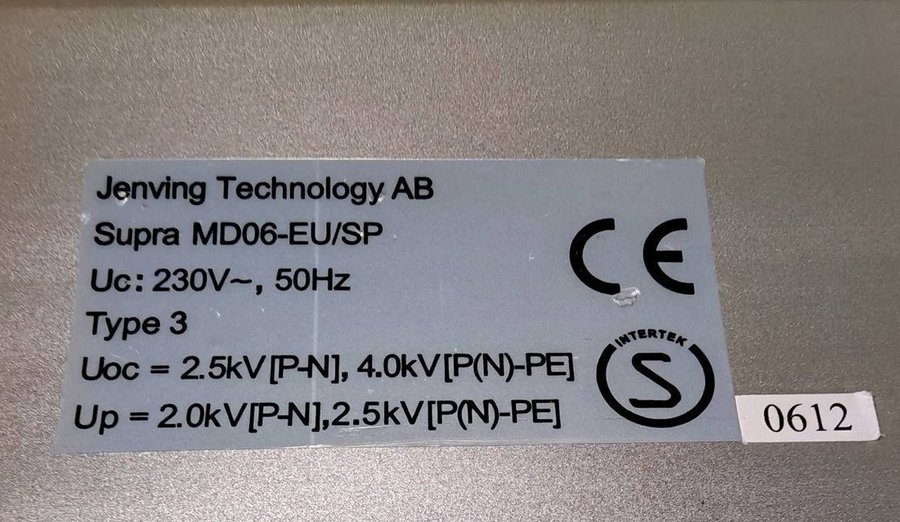 Jenving Technology AB
Supra MD06-EU/SP
Uc: 230V~, 50Hz
Type 3
Uoc = 2.5kV[P-N], 4.0kV[P(N)-PE]
Up = 2.0kV[P-N],2.5kV[P(N)-PE]
CE
INTERTEK
S
0612